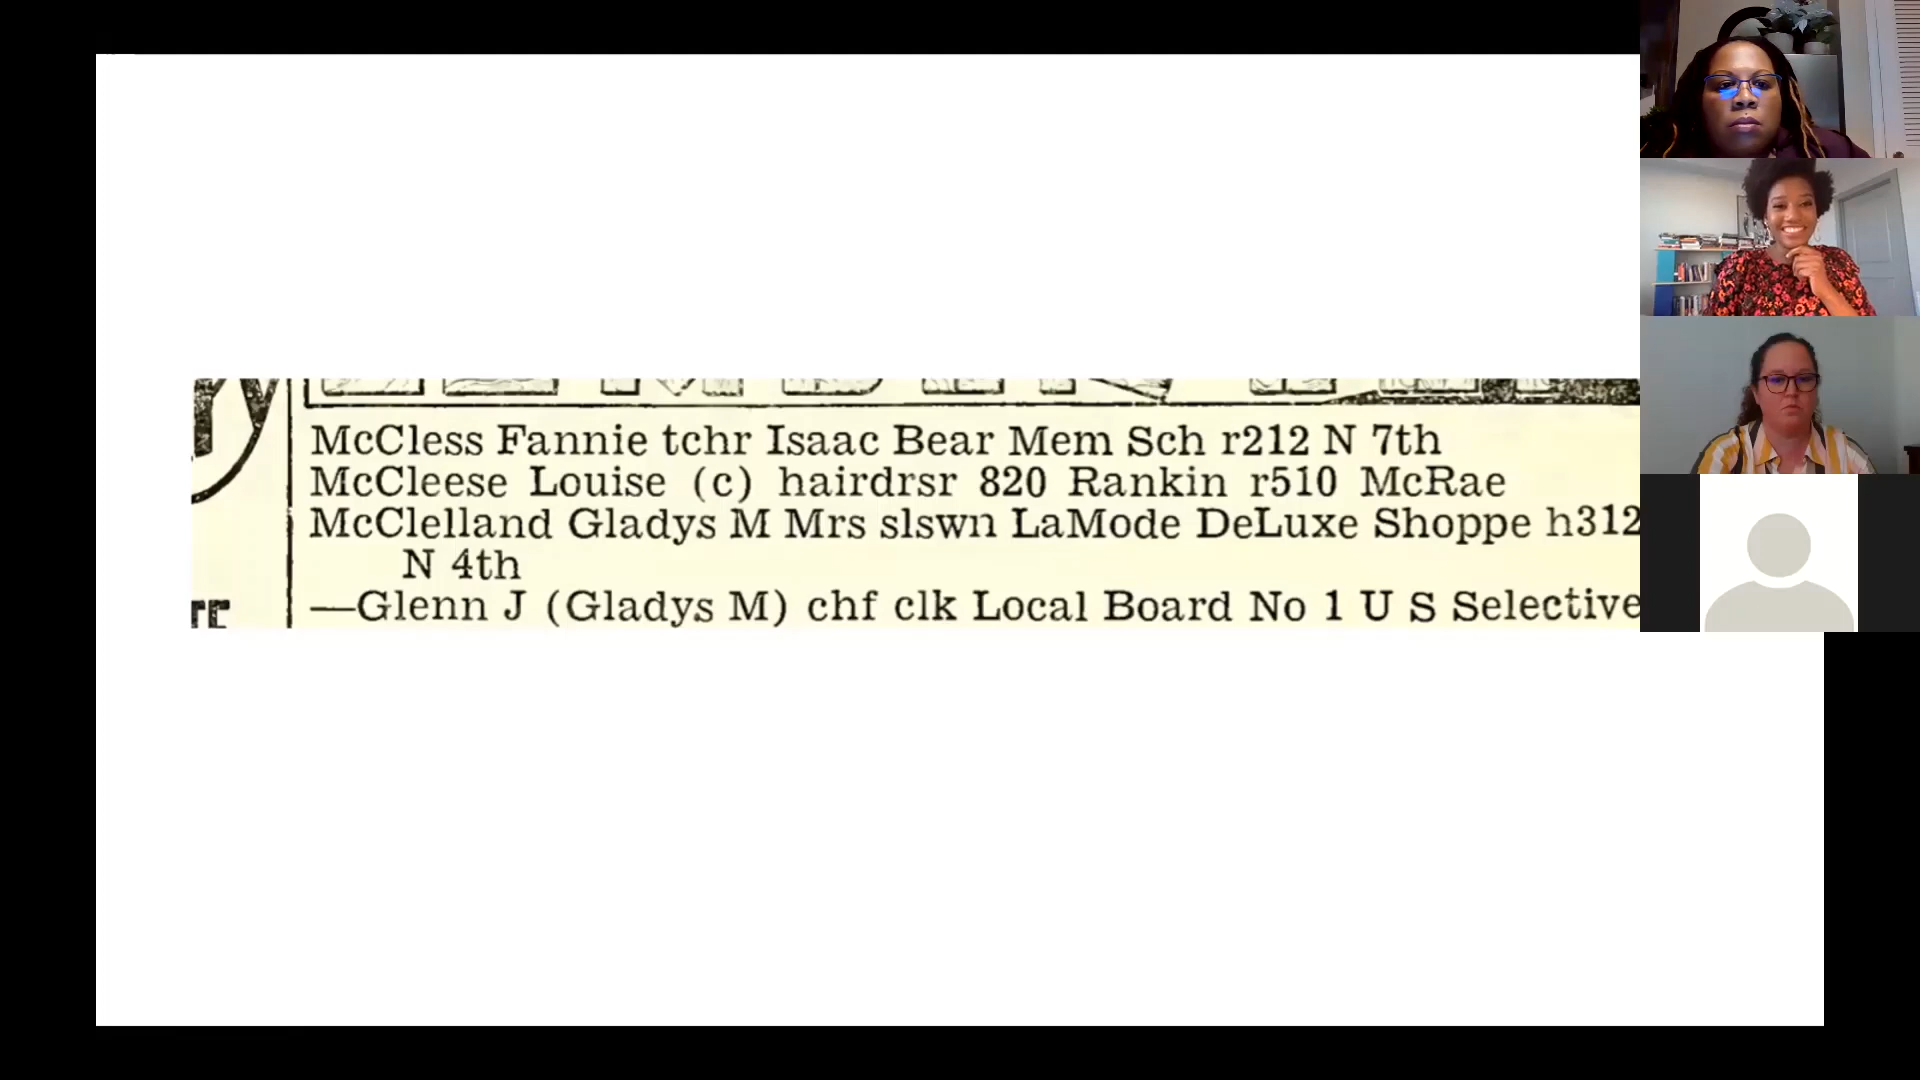 McCless Fannie tchr Isaac Bear Mem Sch r212 N 7th
McCleese Louise (c) hairdrsr 820 Rankin r510 McRae
McClelland Gladys M Mrs slswn LaMode DeLuxe Shoppe h312
N 4th
—Glenn J (Gladys M) chf clk Local Board No 1 U S Selective